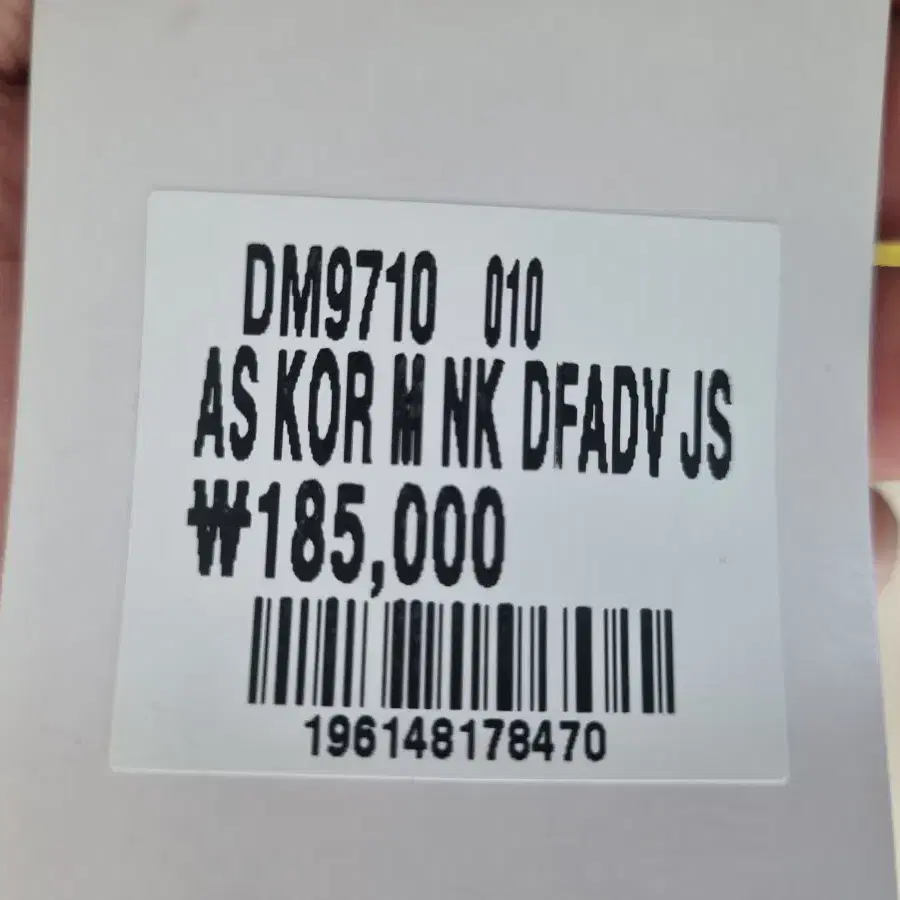 DM9710 010
AS KOR M NK DFADV JS
₩185,000
196148178470